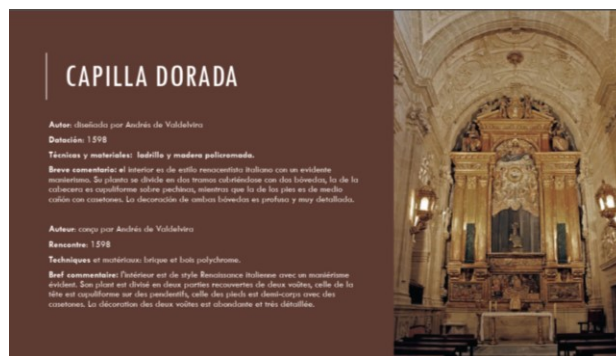 CAPILLA DORADA
Autor: diseñada por Andrés de Valdelvira
Datación: 1598
Técnicas y materiales: ladrillo y madera policromada.
Breve comentario: el interior es de estilo renacentista italiano con un evidente
manierismo. Su planta se divide en dos tramos cubriéndose con dos bóvedas, la de la
cabecera es cupuliforme sobre pechinas, mientras que la de los pies es de medio
cañón con casetones. La decoración de ambas bóvedas es profusa y muy detallada.
Auteur: conçu par Andrés de Valdelvira
Rencontre: 1598
Techniques et matériaux: brique et bois polychrome.
Bref commentaire: l'intérieur est de style Renaissance italienne avec un maniérisme
évident. Son plant est divisé en deux parties recouvertes de deux voûtes, celle de la
tête est cupuliforme sur des pendentifs, celle des pieds est demi-corps avec des
casetones. La décoration des deux voûtes est abondante et très détaillée.